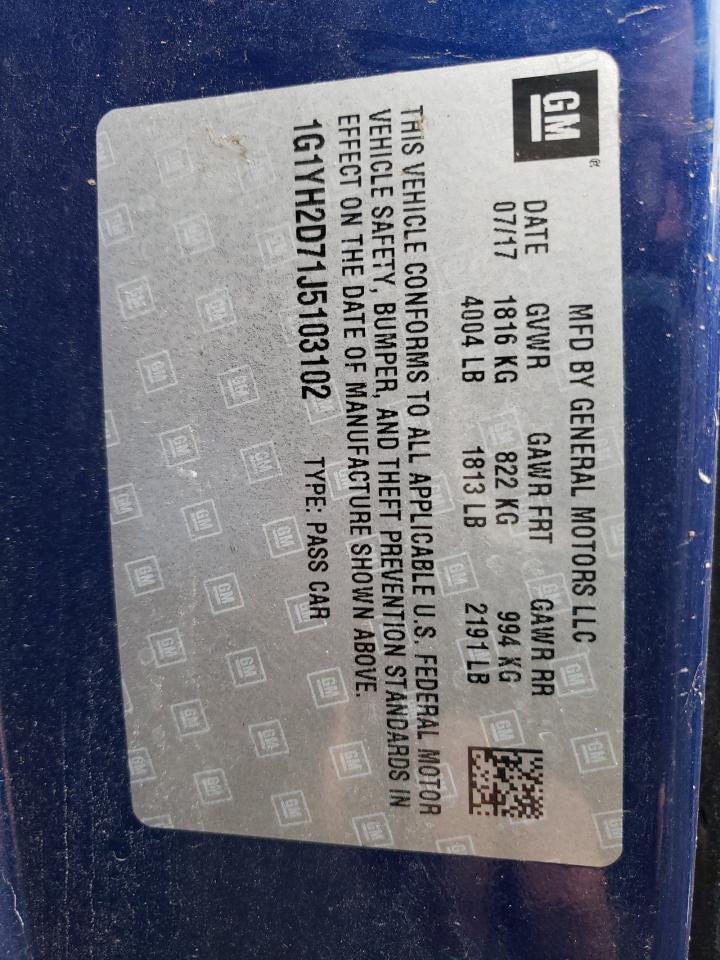 GM®
MFD BY GENERAL MOTORS LLC
DATE GVWR GAWR FRT GAWR RR
07/17 1816 KG 822 KG 994 KG
4004 LB 1813 LB 2191 LB
THIS VEHICLE CONFORMS TO ALL APPLICABLE U.S. FEDERAL MOTOR
VEHICLE SAFETY, BUMPER, AND THEFT PREVENTION STANDARDS IN
EFFECT ON THE DATE OF MANUFACTURE SHOWN ABOVE.
1G1YH2D71J5103102 TYPE: PASS CAR